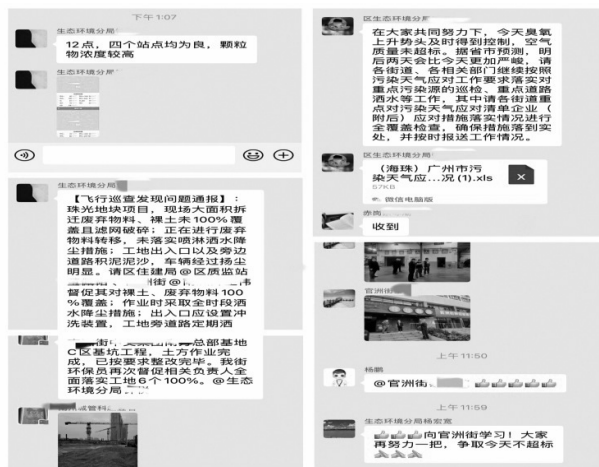 下午 1:07
生态环境分局
12点，四个站点均为良，颗粒
物浓度较高
生态环境分局
生态环境分局
【飞行巡查发现问题通报】：
珠光地块项目，现场大面积拆
迁废弃物料、裸土未100%覆
盖且滤网破碎；正在进行废弃
物料转移，未落实喷淋洒水降
尘措施；工地出入口以及旁边
道路积泥泥沙，车辆经过扬尘
明显。请区住建局@区质监站
街@
督促其对裸土、废弃物料100
%覆盖；作业时采取全时段洒
水降尘措施；出入口应设置冲
洗装置，工地旁道路定期洒
总部基地
C区基坑工程，土方作业完
成，已按要求整改完毕。我街
环保员再次督促相关负责人全
面落实工地6个100%。@生态
环境分局
区生态环境分局
在大家共同努力下，今天臭氧
上升势头及时得到控制，空气
质量未超标。据省市预测，明
后两天会比今天更加严峻，请
各街道、各相关部门继续按照
污染天气应对工作要求落实对
重点污染源的巡检、重点道路
洒水等工作，其中请各街道重
点对污染天气应对清单企业（
附后）应对措施落实情况进行
全覆盖检查，确保措施落到实
处，并按时报送工作情况。
区生态环境分局
（海珠）广州市污
染天气应...况 (1).xls
57KB
微信电脑版
赤岗
收到
官洲街
上午 11:50
杨鹏
@官洲街
上午 11:59
生态环境分局杨宏宽
向官洲街学习！大家
再努力一把，争取今天不超标